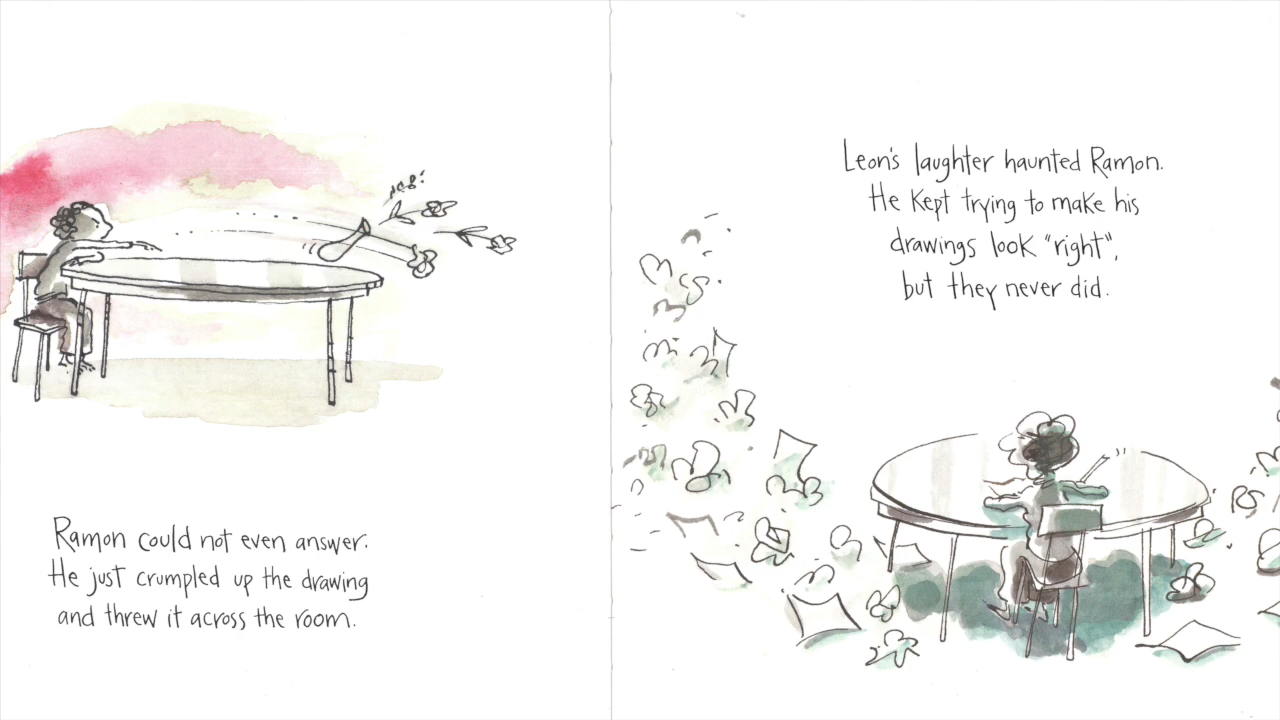 Ramon could not even answer.
He just crumpled up the drawing
and threw it across the room.
Leon's laughter haunted Ramon.
He kept trying to make his
drawings look "right",
but they never did.